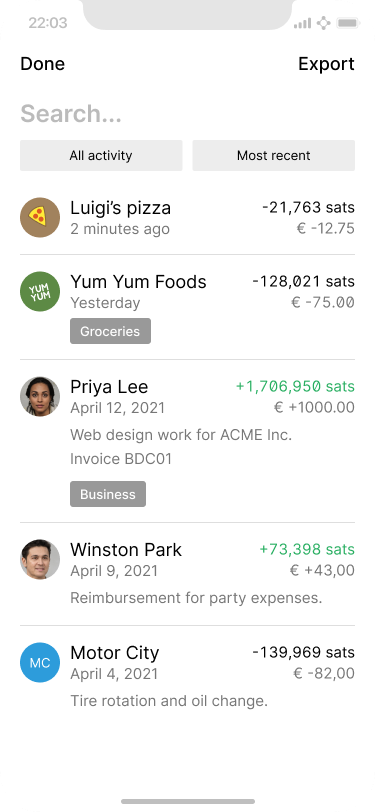 22:03
Done Export
Search...
All activity Most recent
Luigi’s pizza -21,763 sats
2 minutes ago € -12.75
YUM
YUM
Yum Yum Foods -128,021 sats
Yesterday € -75.00
Groceries
Priya Lee +1,706,950 sats
April 12, 2021 € +1000.00
Web design work for ACME Inc.
Invoice BDC01
Business
Winston Park +73,398 sats
April 9, 2021 € +43,00
Reimbursement for party expenses.
MC
Motor City -139,969 sats
April 4, 2021 € -82,00
Tire rotation and oil change.